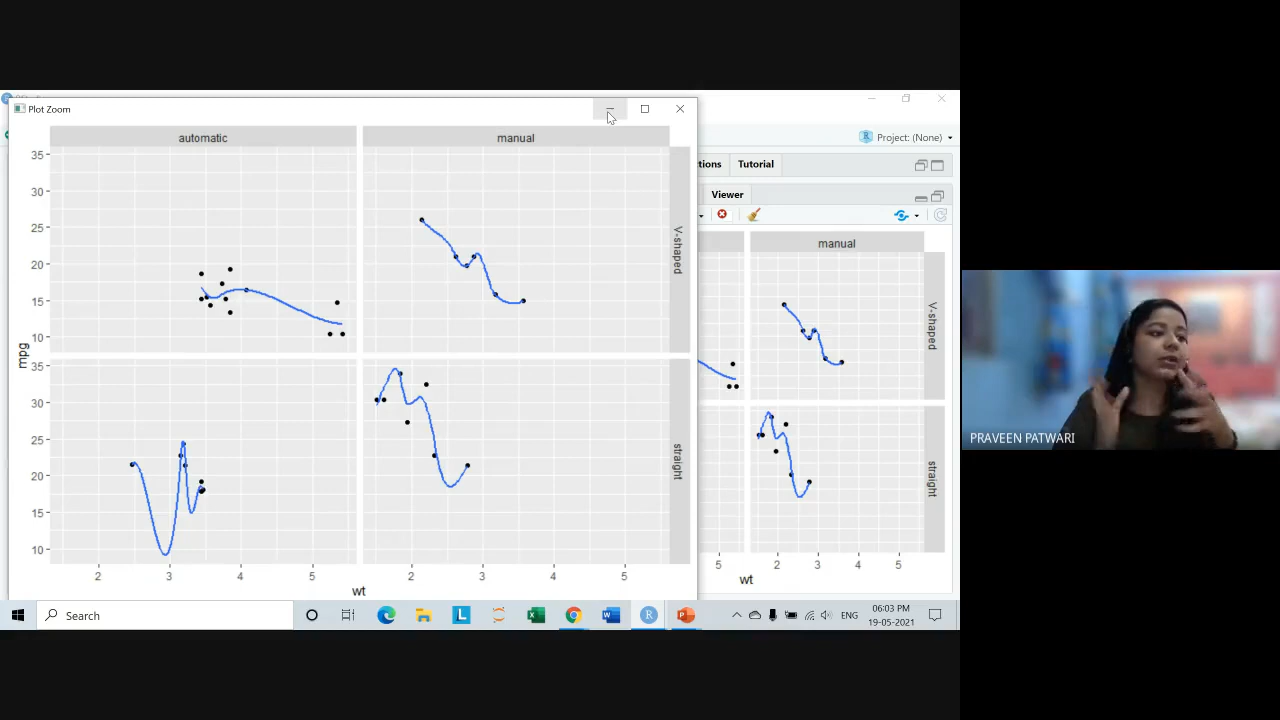 Plot Zoom
Project: (None)
automatic
manual
tions
Tutorial
Viewer
35
30
25
20
15
10
V-shaped
mpg
35
30
25
20
15
10
straight
2
3
4
5
2
3
4
5
wt
manual
V-shaped
straight
5
2
3
4
5
wt
PRAVEEN PATWARI
Search
ENG
06:03 PM
19-05-2021